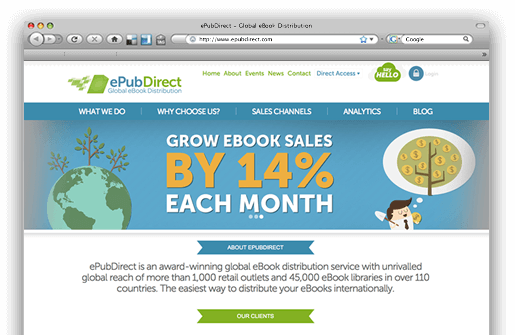 ePubDirect - Global eBook Distribution
http://www.epubdirect.com
Google
Home About Events News Contact Direct Access
SAY HELLO
Login
ePubDirect
Global eBook Distribution
WHAT WE DO WHY CHOOSE US? SALES CHANNELS ANALYTICS BLOG
GROW EBOOK SALES
BY 14%
EACH MONTH
ABOUT EPUBDIRECT
ePubDirect is an award-winning global eBook distribution service with unrivalled
global reach of more than 1,000 retail outlets and 45,000 eBook libraries in over 110
countries. The easiest way to distribute your eBooks internationally.
OUR CLIENTS